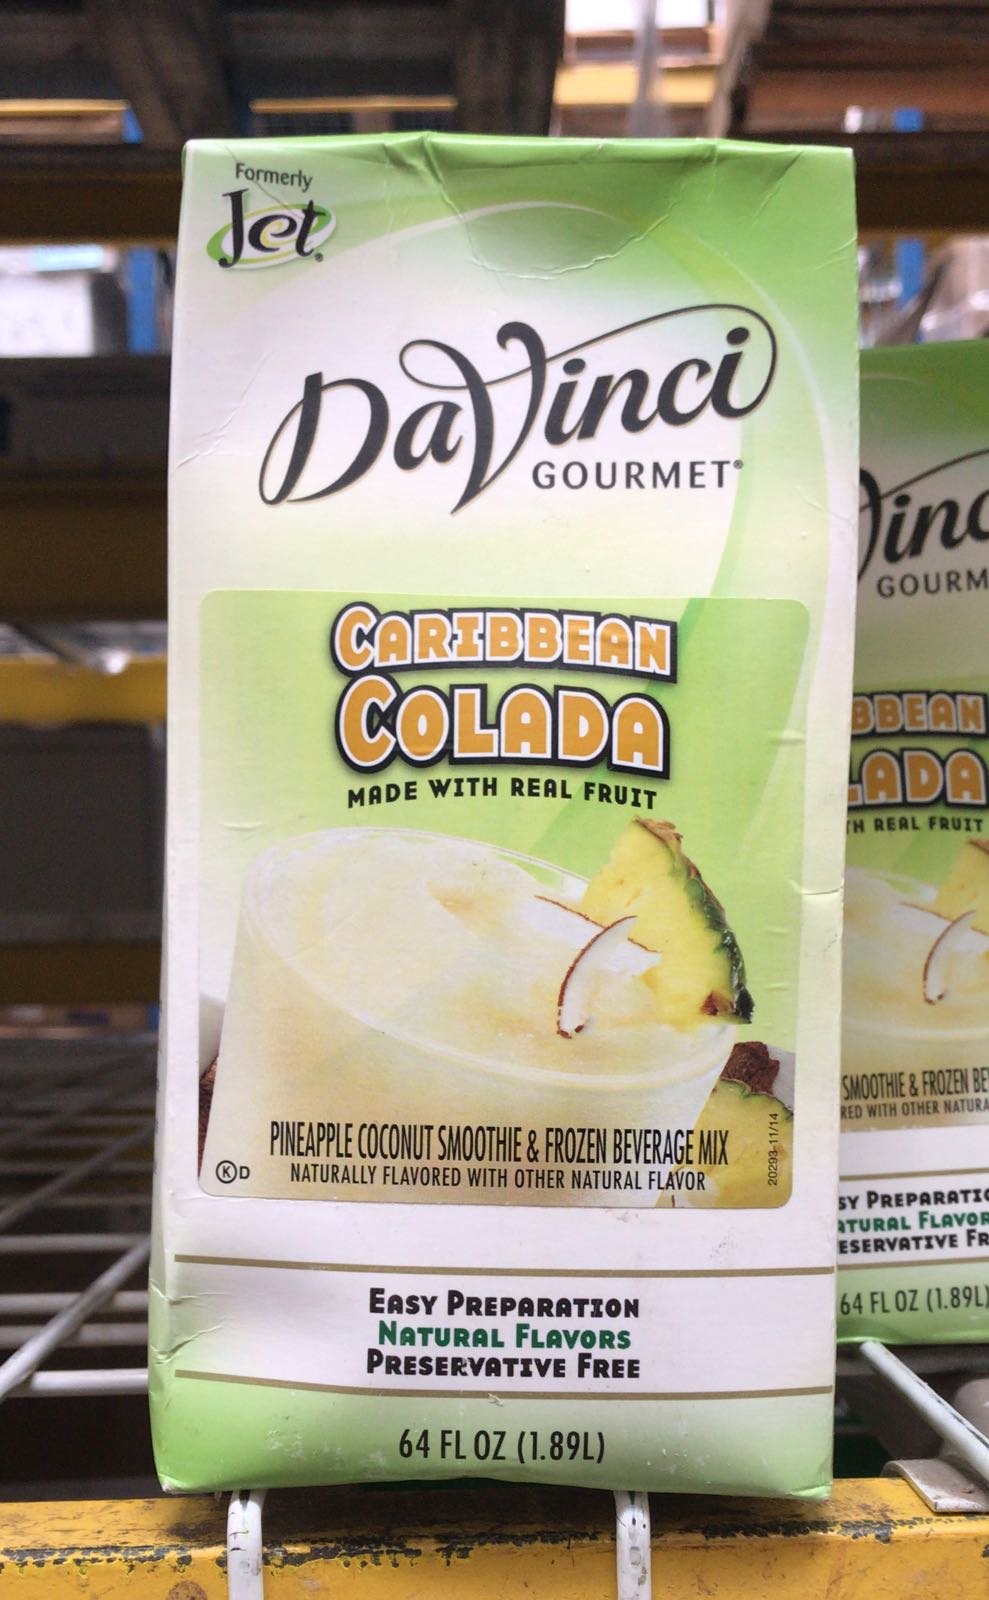 Formerly
Jet®
DaVinci
GOURMET®
CARIBBEAN
COLADA
MADE WITH REAL FRUIT
PINEAPPLE COCONUT SMOOTHIE & FROZEN BEVERAGE MIX
NATURALLY FLAVORED WITH OTHER NATURAL FLAVOR
K D
20293-11/14
EASY PREPARATION
NATURAL FLAVORS
PRESERVATIVE FREE
64 FL OZ (1.89L)
GOURM
BBEAN
LADA
TH REAL FRUIT
SMOOTHIE & FROZEN BE
RED WITH OTHER NATURA
SY PREPARATIO
ATURAL FLAVOR
ESERVATIVE FR
64 FL OZ (1.89L)